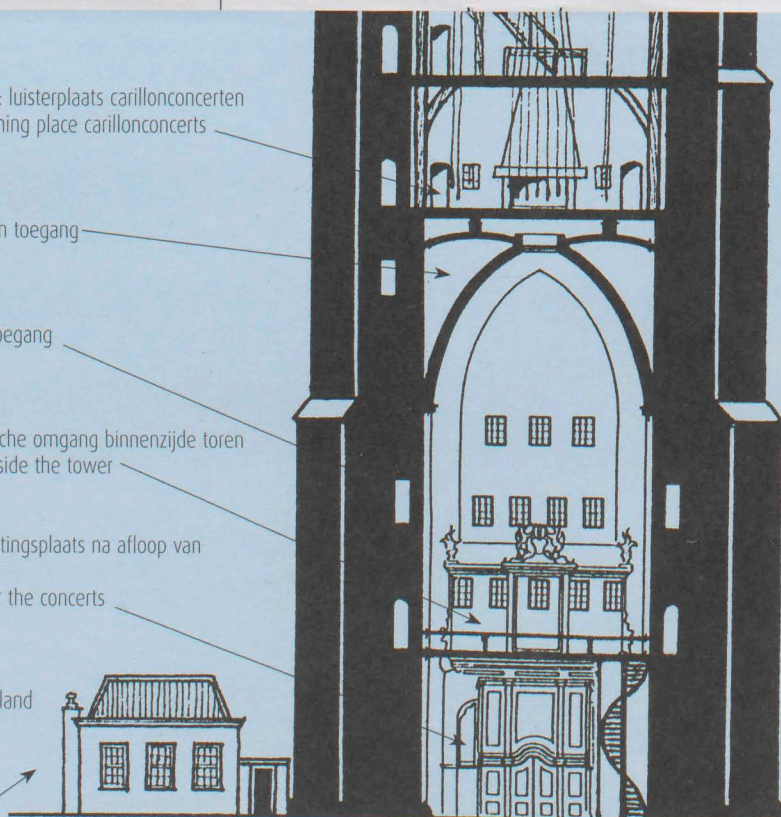 luisterplaats carillonconcerten
ning place carillonconcerts
n toegang
oegang
che omgang binnenzijde toren
side the tower
tingsplaats na afloop van
r the concerts
land